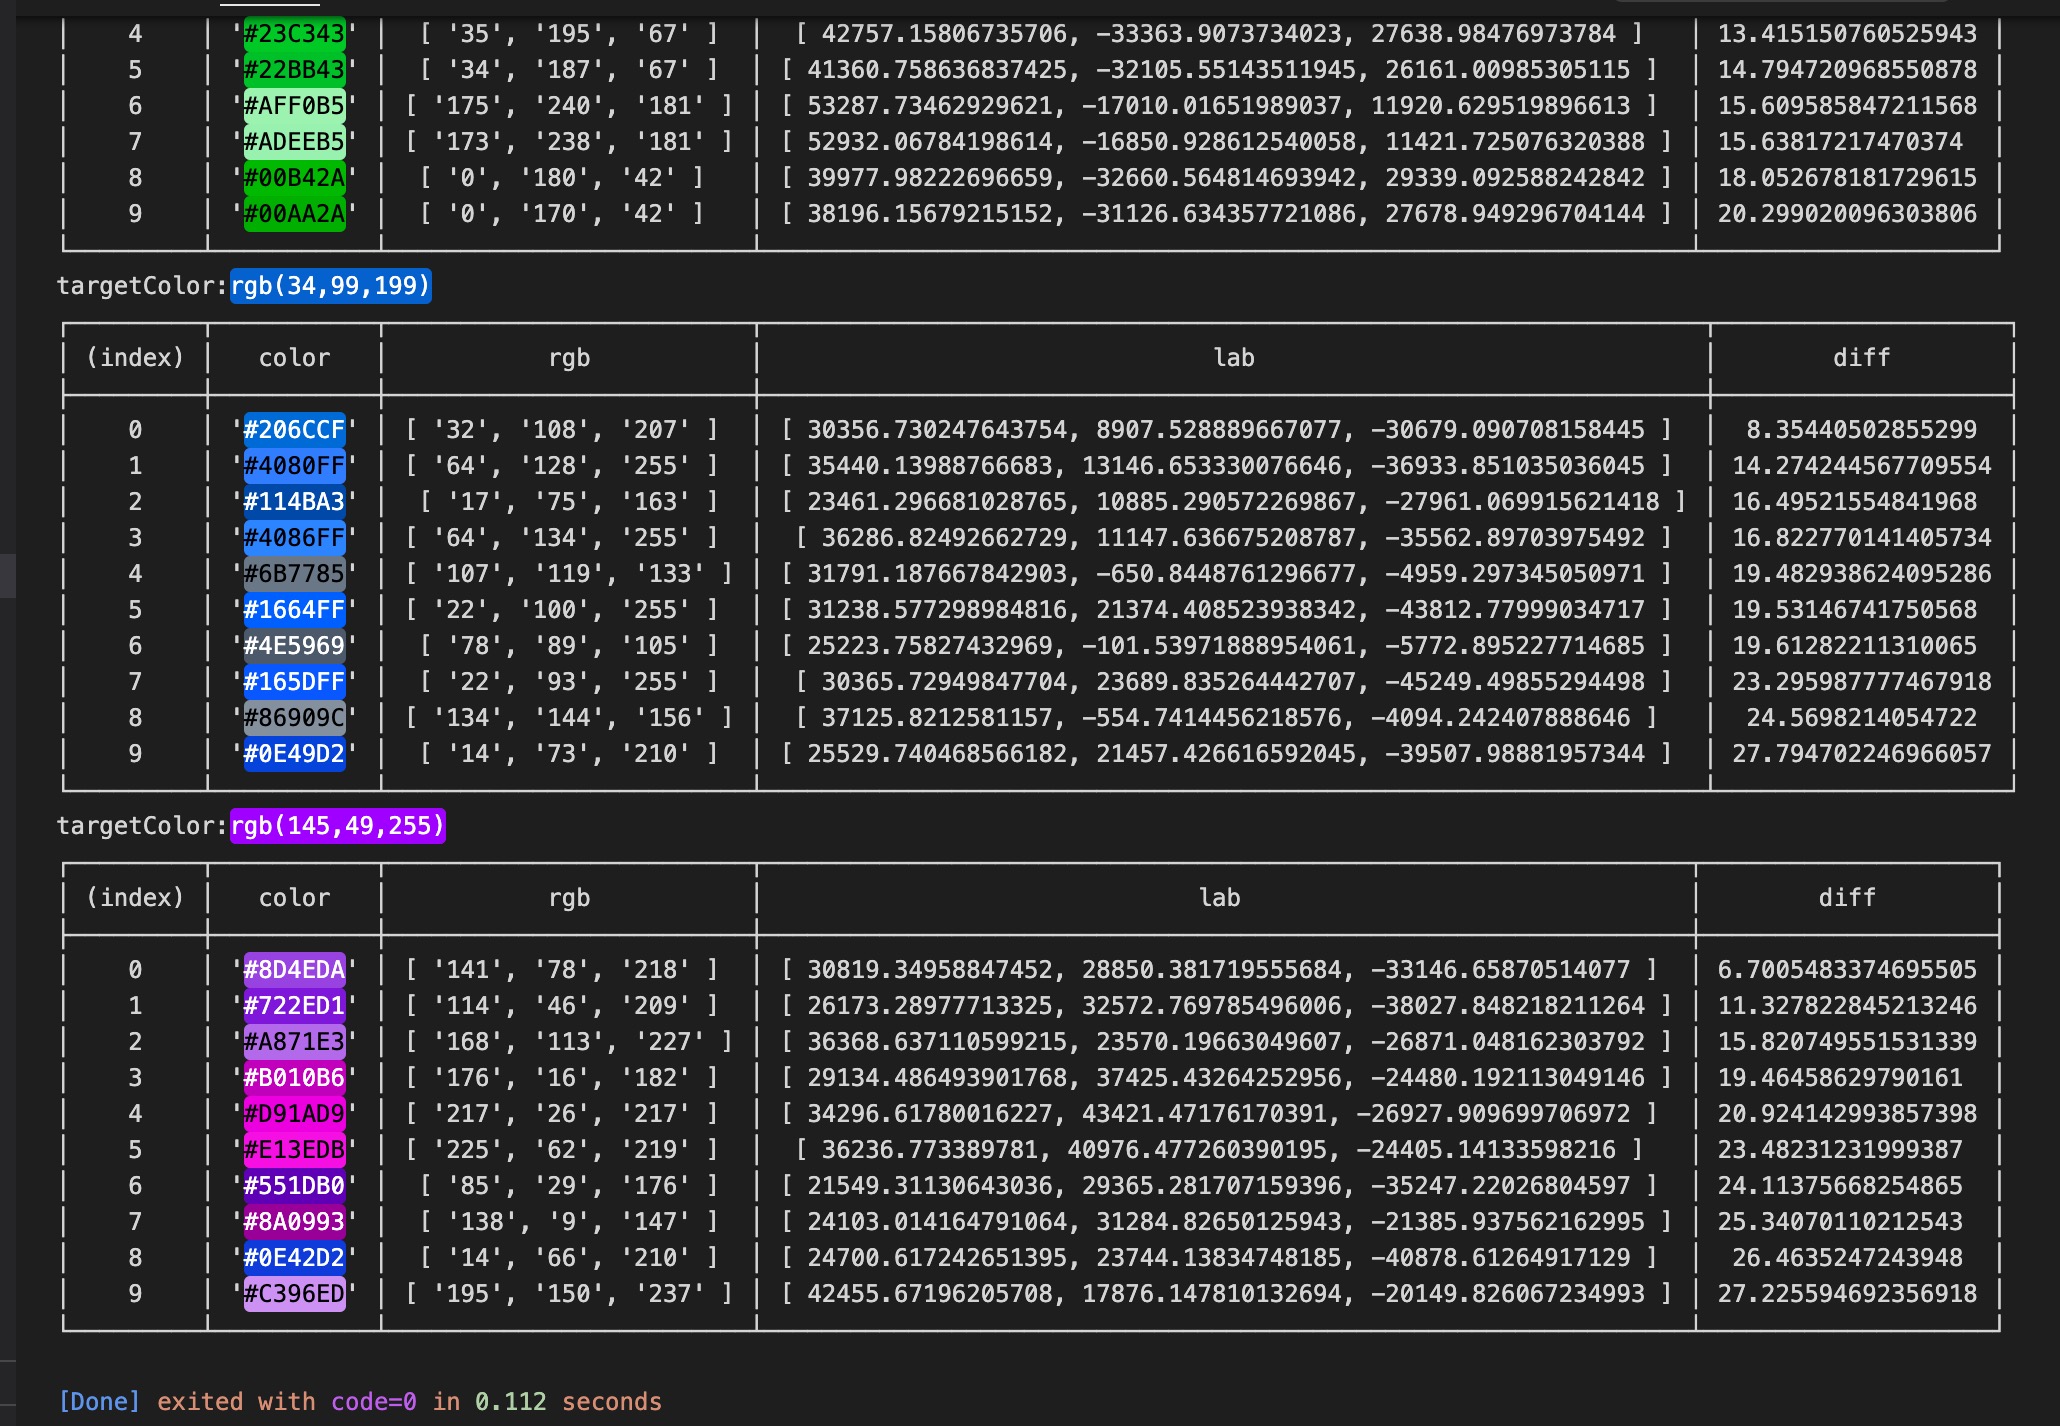 4 '#23C343' [ '35', '195', '67' ] [ 42757.15806735706, -33363.9073734023, 27638.98476973784 ] 13.415150760525943
5 '#22BB43' [ '34', '187', '67' ] [ 41360.758636837425, -32105.55143511945, 26161.00985305115 ] 14.794720968550878
6 '#AFF0B5' [ '175', '240', '181' ] [ 53287.73462929621, -17010.01651989037, 11920.629519896613 ] 15.609585847211568
7 '#ADEEB5' [ '173', '238', '181' ] [ 52932.06784198614, -16850.928612540058, 11421.725076320388 ] 15.63817217470374
8 '#00B42A' [ '0', '180', '42' ] [ 39977.98222696659, -32660.564814693942, 29339.092588242842 ] 18.052678181729615
9 '#00AA2A' [ '0', '170', '42' ] [ 38196.15679215152, -31126.634357721086, 27678.949296704144 ] 20.299020096303806
targetColor:rgb(34,99,199)
(index) color rgb lab diff
0 '#206CCF' [ '32', '108', '207' ] [ 30356.730247643754, 8907.528889667077, -30679.090708158445 ] 8.35440502855299
1 '#4080FF' [ '64', '128', '255' ] [ 35440.13988766683, 13146.653330076646, -36933.851035036045 ] 14.274244567709554
2 '#114BA3' [ '17', '75', '163' ] [ 23461.296681028765, 10885.290572269867, -27961.069915621418 ] 16.49521554841968
3 '#4086FF' [ '64', '134', '255' ] [ 36286.82492662729, 11147.636675208787, -35562.89703975492 ] 16.822770141405734
4 '#6B7785' [ '107', '119', '133' ] [ 31791.187667842903, -650.8448761296677, -4959.297345050971 ] 19.482938624095286
5 '#1664FF' [ '22', '100', '255' ] [ 31238.577298984816, 21374.408523938342, -43812.77999034717 ] 19.53146741750568
6 '#4E5969' [ '78', '89', '105' ] [ 25223.75827432969, -101.53971888954061, -5772.895227714685 ] 19.61282211310065
7 '#165DFF' [ '22', '93', '255' ] [ 30365.72949847704, 23689.835264442707, -45249.49855294498 ] 23.295987777467918
8 '#86909C' [ '134', '144', '156' ] [ 37125.8212581157, -554.7414456218576, -4094.242407888646 ] 24.5698214054722
9 '#0E49D2' [ '14', '73', '210' ] [ 25529.740468566182, 21457.426616592045, -39507.98881957344 ] 27.794702246966057
targetColor:rgb(145,49,255)
(index) color rgb lab diff
0 '#8D4EDA' [ '141', '78', '218' ] [ 30819.34958847452, 28850.381719555684, -33146.65870514077 ] 6.7005483374695505
1 '#722ED1' [ '114', '46', '209' ] [ 26173.28977713325, 32572.769785496006, -38027.848218211264 ] 11.327822845213246
2 '#A871E3' [ '168', '113', '227' ] [ 36368.637110599215, 23570.19663049607, -26871.048162303792 ] 15.820749551531339
3 '#B010B6' [ '176', '16', '182' ] [ 29134.486493901768, 37425.43264252956, -24480.192113049146 ] 19.46458629790161
4 '#D91AD9' [ '217', '26', '217' ] [ 34296.61780016227, 43421.47176170391, -26927.909699706972 ] 20.924142993857398
5 '#E13EDB' [ '225', '62', '219' ] [ 36236.773389781, 40976.477260390195, -24405.14133598216 ] 23.48231231999387
6 '#551DB0' [ '85', '29', '176' ] [ 21549.31130643036, 29365.281707159396, -35247.22026804597 ] 24.11375668254865
7 '#8A0993' [ '138', '9', '147' ] [ 24103.014164791064, 31284.82650125943, -21385.937562162995 ] 25.34070110212543
8 '#0E42D2' [ '14', '66', '210' ] [ 24700.617242651395, 23744.13834748185, -40878.61264917129 ] 26.4635247243948
9 '#C396ED' [ '195', '150', '237' ] [ 42455.67196205708, 17876.147810132694, -20149.826067234993 ] 27.225594692356918
[Done] exited with code=0 in 0.112 seconds